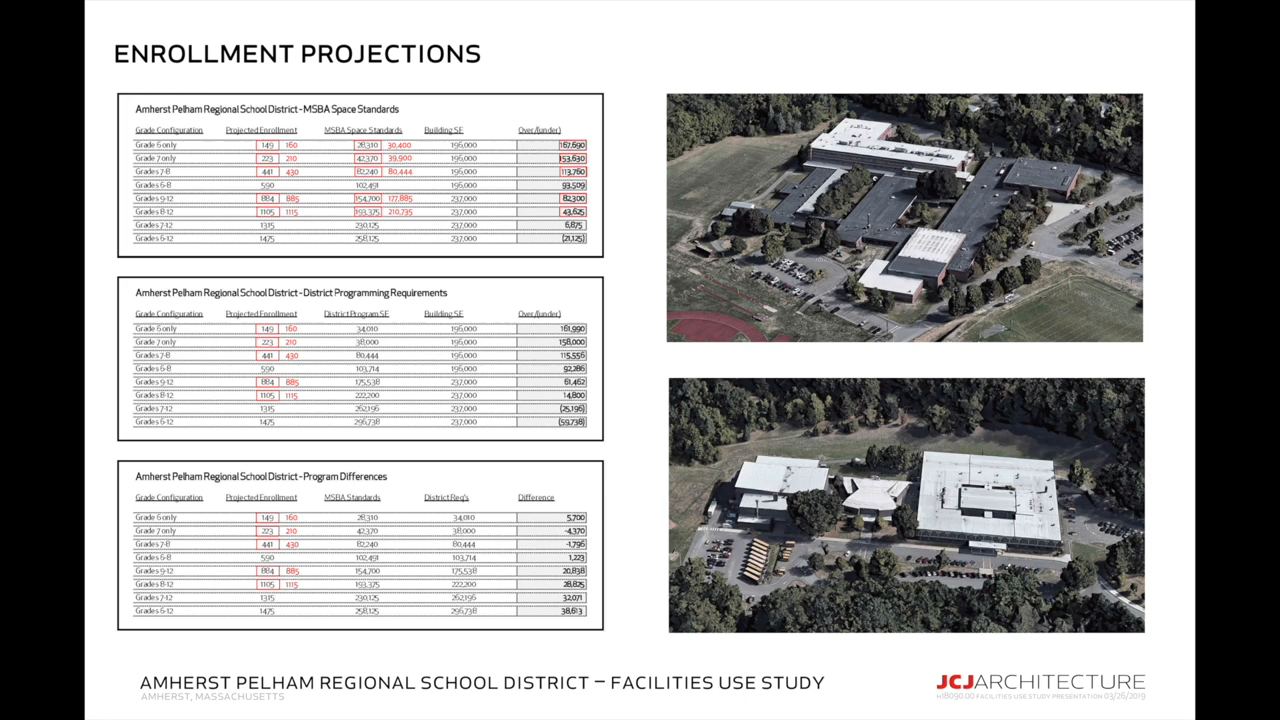 ENROLLMENT PROJECTIONS
Amherst Pelham Regional School District - MSBA Space Standards
Grade Configuration Projected Enrollment MSBA Space Standards Building SF Over/(under)
Grade 6 only 149 160 28,310 30,400 196,000 167,690
Grade 7 only 223 210 42,370 39,900 196,000 153,630
Grades 7-8 441 430 82,240 80,444 196,000 113,760
Grades 6-8 590 102,491 196,000 93,509
Grades 9-12 884 885 154,700 177,885 237,000 82,300
Grades 8-12 1105 1115 193,375 210,735 237,000 43,625
Grades 7-12 1315 230,125 237,000 6,875
Grades 6-12 1475 258,125 237,000 (21,125)
Amherst Pelham Regional School District - District Programming Requirements
Grade Configuration Projected Enrollment District Program SF Building SF Over/(under)
Grade 6 only 149 160 34,010 196,000 161,990
Grade 7 only 223 210 38,000 196,000 158,000
Grades 7-8 441 430 80,444 196,000 115,556
Grades 6-8 590 103,714 196,000 92,286
Grades 9-12 884 885 175,538 237,000 61,462
Grades 8-12 1105 1115 222,200 237,000 14,800
Grades 7-12 1315 262,196 237,000 (25,196)
Grades 6-12 1475 296,738 237,000 (59,738)
Amherst Pelham Regional School District - Program Differences
Grade Configuration Projected Enrollment MSBA Standards District Req's Difference
Grade 6 only 149 160 28,310 34,010 5,700
Grade 7 only 223 210 42,370 38,000 -4,370
Grades 7-8 441 430 82,240 80,444 -1,796
Grades 6-8 590 102,491 103,714 1,223
Grades 9-12 884 885 154,700 175,538 20,838
Grades 8-12 1105 1115 193,375 222,200 28,825
Grades 7-12 1315 230,125 262,196 32,071
Grades 6-12 1475 258,125 296,738 38,613
AMHERST PELHAM REGIONAL SCHOOL DISTRICT – FACILITIES USE STUDY
AMHERST, MASSACHUSETTS
JCJARCHITECTURE
H18090.00 FACILITIES USE STUDY PRESENTATION 03/26/2019